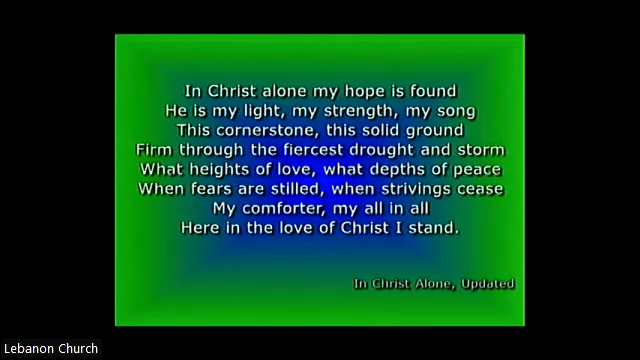 In Christ alone my hope is found
He is my light, my strength, my song
This cornerstone, this solid ground
Firm through the fiercest drought and storm
What heights of love, what depths of peace
When fears are stilled, when strivings cease
My comforter, my all in all
Here in the love of Christ I stand.
In Christ Alone, Updated
Lebanon Church